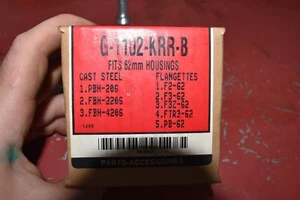 G-1102-KRR-B
FITS 62mm HOUSINGS
CAST STEEL
1.PBH-206
2.FBH-2206
3.FBH-4206
FLANGETTES
1.F2-62
2.F3-62
3.F3Z-62
4.FTR3-62
5.PB-62
PARTS-ACCESSORIES